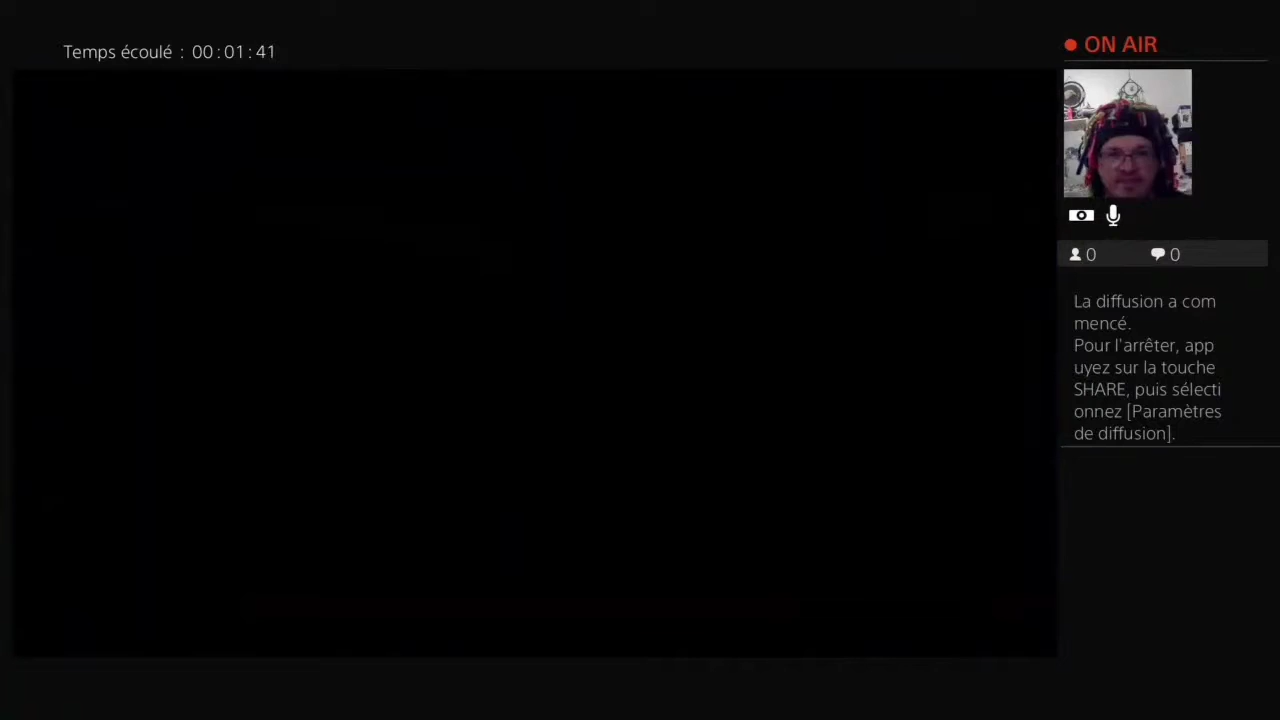 Temps écoulé : 00:01:41
ON AIR
0
0
La diffusion a com
mencé.
Pour l'arrêter, app
uyez sur la touche
SHARE, puis sélecti
onnez [Paramètres
de diffusion].